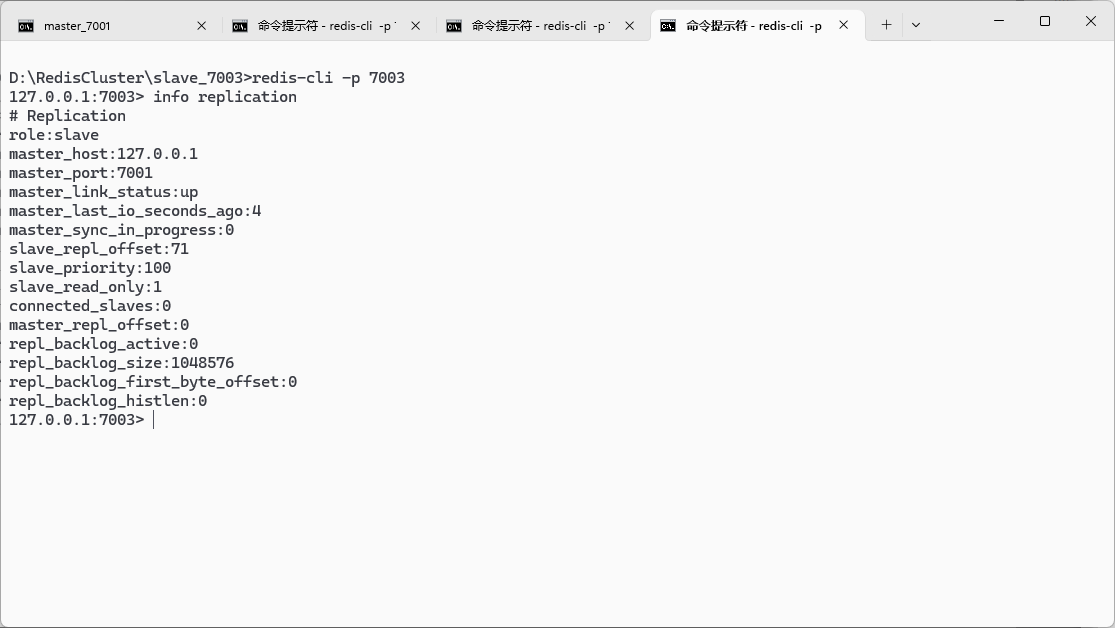 master_7001
命令提示符 - redis-cli -p
命令提示符 - redis-cli -p
命令提示符 - redis-cli -p
D:\RedisCluster\slave_7003>redis-cli -p 7003
127.0.0.1:7003> info replication
# Replication
role:slave
master_host:127.0.0.1
master_port:7001
master_link_status:up
master_last_io_seconds_ago:4
master_sync_in_progress:0
slave_repl_offset:71
slave_priority:100
slave_read_only:1
connected_slaves:0
master_repl_offset:0
repl_backlog_active:0
repl_backlog_size:1048576
repl_backlog_first_byte_offset:0
repl_backlog_histlen:0
127.0.0.1:7003>